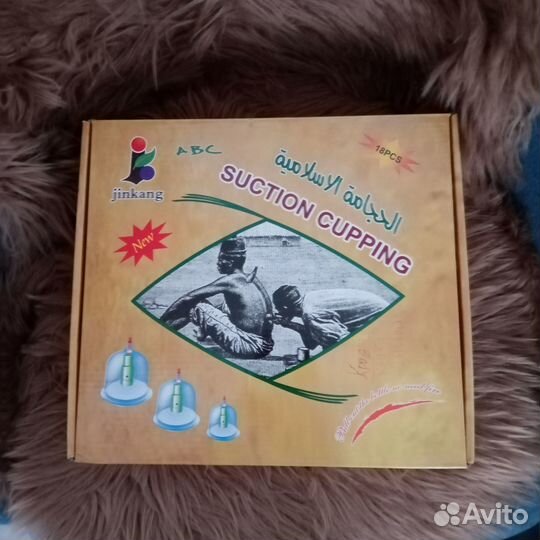 ABC
jinkang
18PCS
الحجامة الاسلامية
SUCTION CUPPING
New
Avito